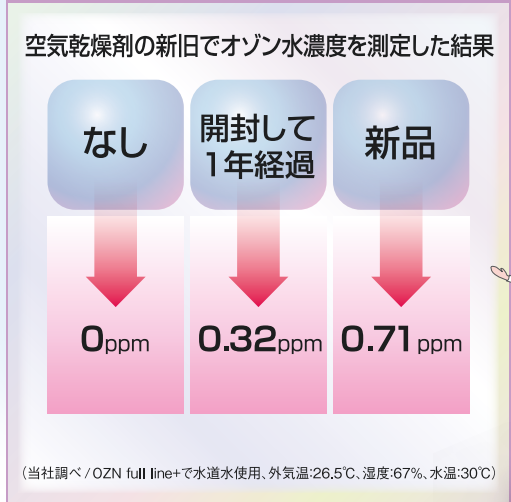 空気乾燥剤の新旧でオゾン水濃度を測定した結果
なし
開封して
1年経過
新品
0ppm
0.32ppm
0.71 ppm
(当社調べ/OZN full line+で水道水使用、外気温:26.5℃、湿度:67%、水温:30℃)